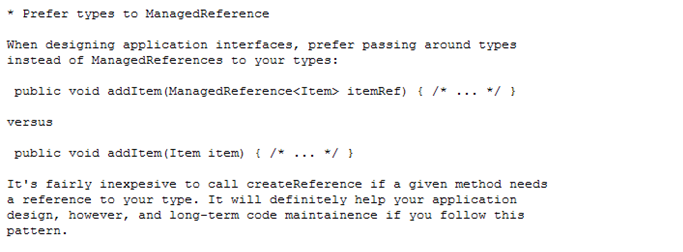 * Prefer types to ManagedReference
When designing application interfaces, prefer passing around types
instead of ManagedReferences to your types:
public void addItem(ManagedReference<Item> itemRef) { /* ... */ }
versus
public void addItem(Item item) { /* ... */ }
It's fairly inexpesive to call createReference if a given method needs
a reference to your type. It will definitely help your application
design, however, and long-term code maintainence if you follow this
pattern.